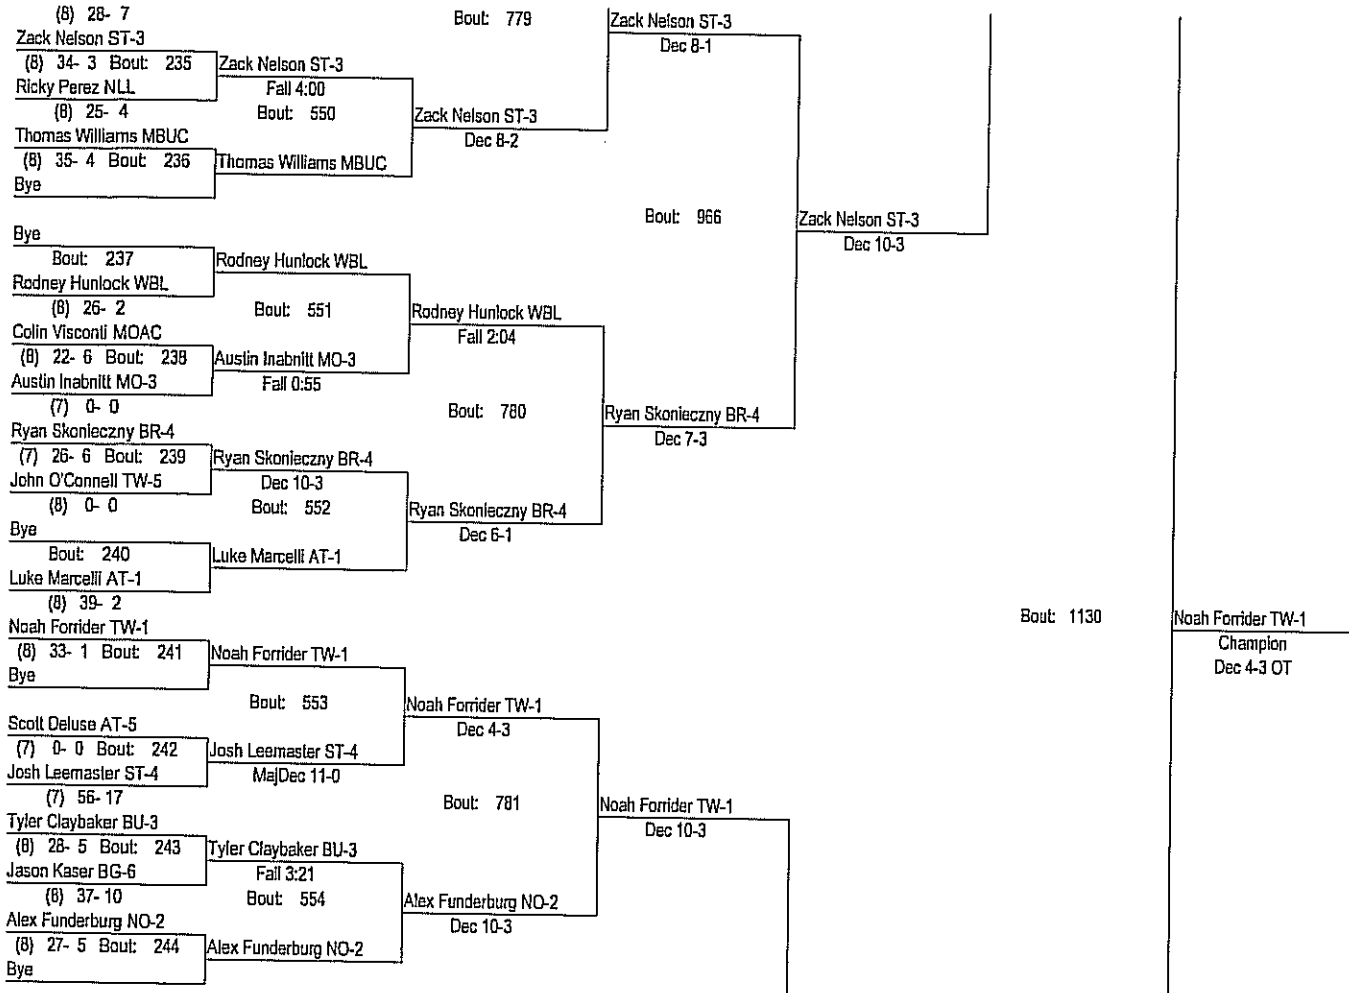 (8) 28- 7
Zack Nelson ST-3
(8) 34- 3 Bout: 235
Ricky Perez NLL
(8) 25- 4
Thomas Williams MBUC
(8) 35- 4 Bout: 236
Bye
Bye
Bout: 237
Rodney Hunlock WBL
(8) 26- 2
Colin Visconti MOAC
(8) 22- 6 Bout: 238
Austin Inabnitt MO-3
(7) 0- 0
Ryan Skonieczny BR-4
(7) 26- 6 Bout: 239
John O'Connell TW-5
(8) 0- 0
Bye
Bout: 240
Luke Marcelli AT-1
(8) 39- 2
Noah Forrider TW-1
(8) 33- 1 Bout: 241
Bye
Scott Deluse AT-5
(7) 0- 0 Bout: 242
Josh Leemaster ST-4
(7) 56- 17
Tyler Claybaker BU-3
(8) 28- 5 Bout: 243
Jason Kaser BG-6
(8) 37- 10
Alex Funderburg NO-2
(8) 27- 5 Bout: 244
Bye
Zack Nelson ST-3
Fall 4:00
Bout: 550
Thomas Williams MBUC
Rodney Hunlock WBL
Bout: 551
Austin Inabnitt MO-3
Fall 0:55
Ryan Skonieczny BR-4
Dec 10-3
Bout: 552
Luke Marcelli AT-1
Noah Forrider TW-1
Bout: 553
Josh Leemaster ST-4
MajDec 11-0
Tyler Claybaker BU-3
Fall 3:21
Bout: 554
Alex Funderburg NO-2
Bout: 779
Zack Nelson ST-3
Dec 8-2
Rodney Hunlock WBL
Fall 2:04
Bout: 780
Ryan Skonieczny BR-4
Dec 6-1
Noah Forrider TW-1
Dec 4-3
Bout: 781
Alex Funderburg NO-2
Dec 10-3
Zack Nelson ST-3
Dec 8-1
Bout: 966
Ryan Skonieczny BR-4
Dec 7-3
Noah Forrider TW-1
Dec 10-3
Zack Nelson ST-3
Dec 10-3
Bout: 1130
Noah Forrider TW-1
Champion
Dec 4-3 OT